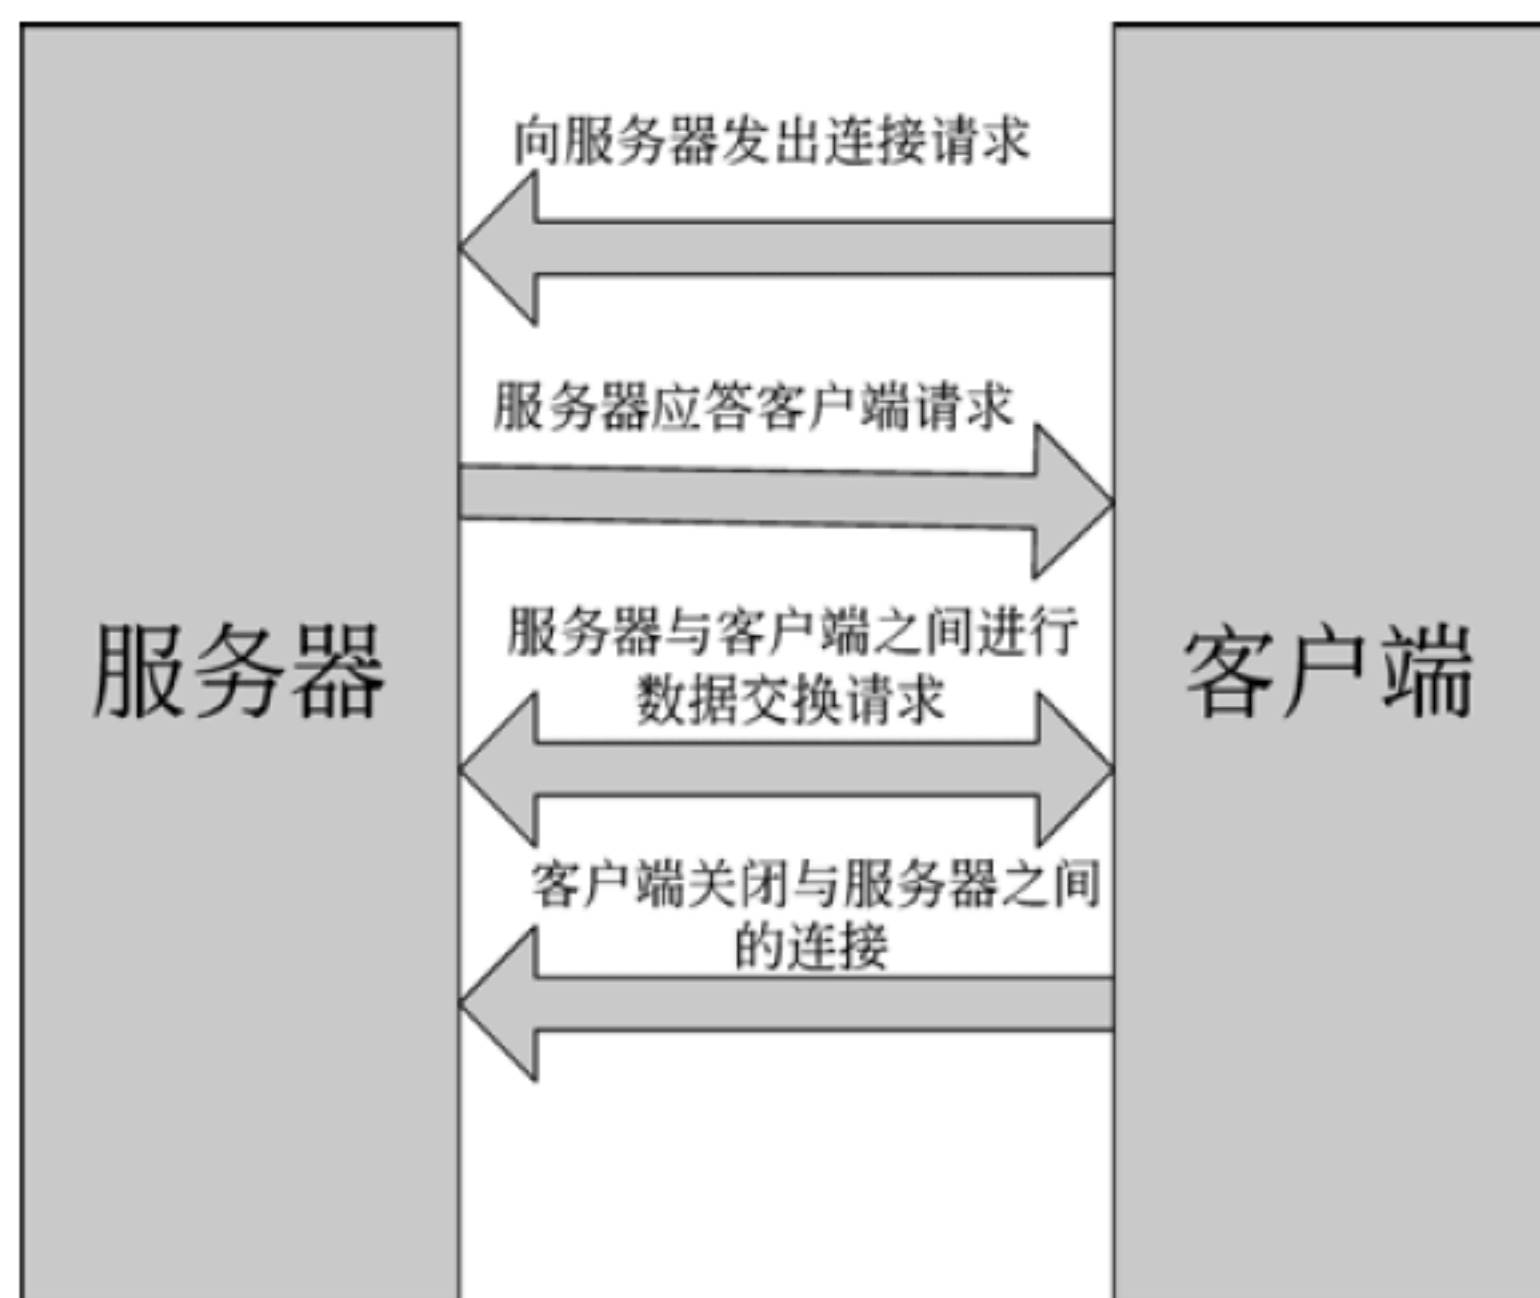 向服务器发出连接请求
服务器应答客户端请求
服务器
服务器与客户端之间进行
数据交换请求
客户端
客户端关闭与服务器之间
的连接